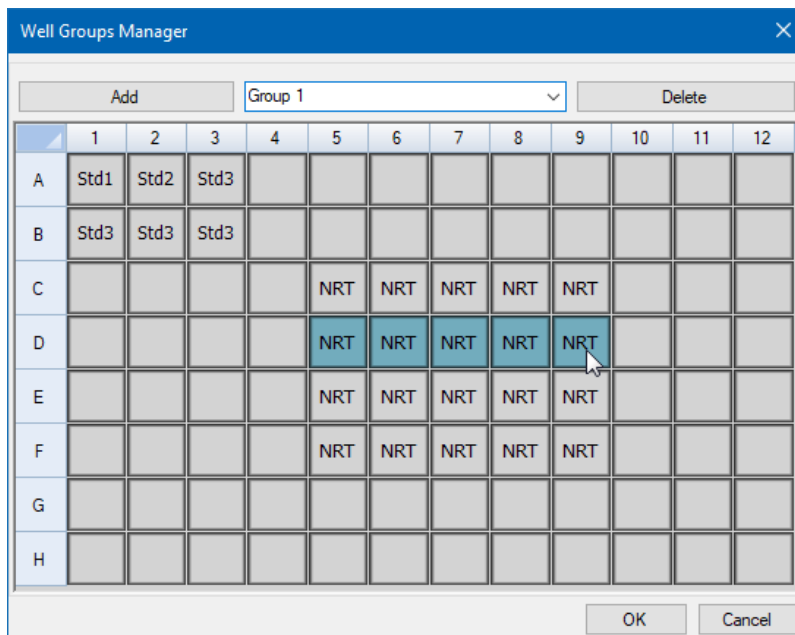 Well Groups Manager
Add Group 1 Delete
1 2 3 4 5 6 7 8 9 10 11 12
A Std1 Std2 Std3
B Std3 Std3 Std3
C NRT NRT NRT NRT NRT
D NRT NRT NRT NRT NRT
E NRT NRT NRT NRT NRT
F NRT NRT NRT NRT NRT
G
H
OK Cancel